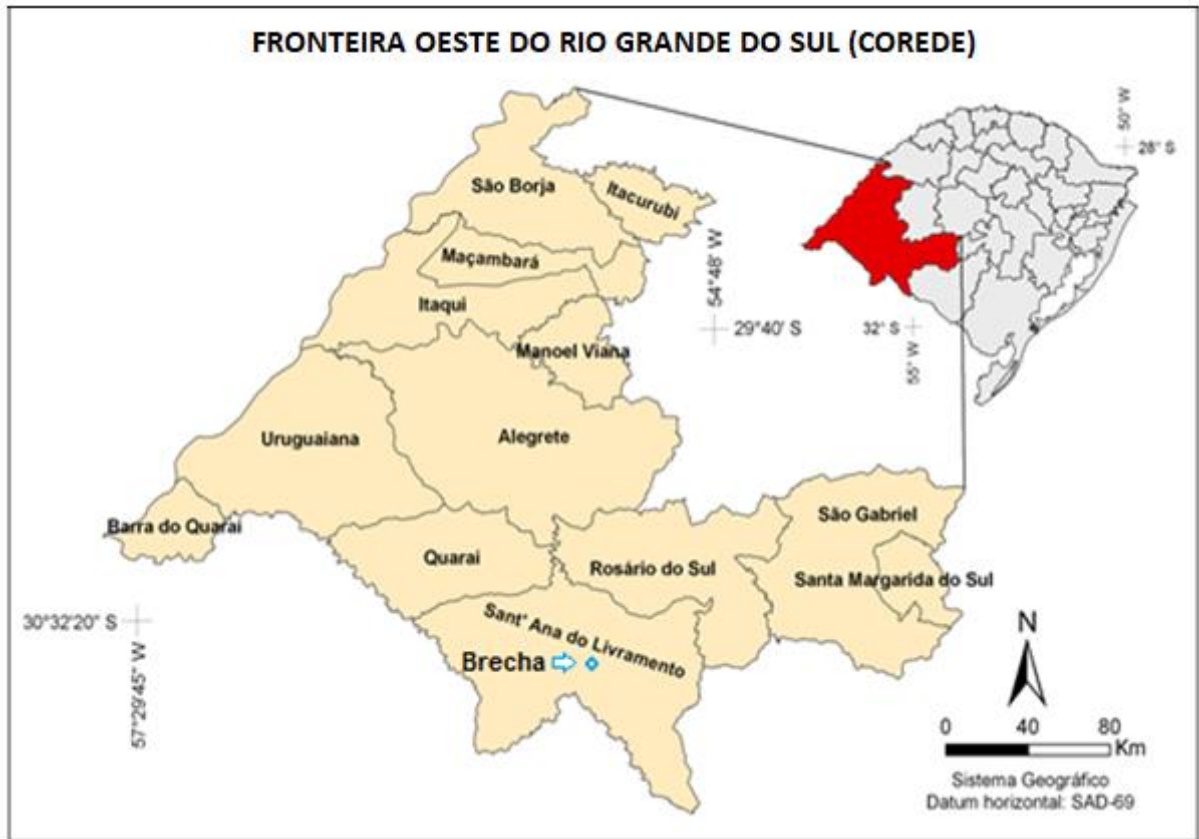 FRONTEIRA OESTE DO RIO GRANDE DO SUL (COREDE)
50° W
28° S
São Borja
Itacurubi
Maçambará
54°48' W
Itaqui
29°40' S
32° S
55° W
Manoel Viana
Uruguaiana
Alegrete
São Gabriel
Barra do Quarai
Quarai
Rosário do Sul
Santa Margarida do Sul
30°32'20" S
57°29'45" W
Sant' Ana do Livramento
Brecha
N
0 40 80
Km
Sistema Geográfico
Datum horizontal: SAD-69